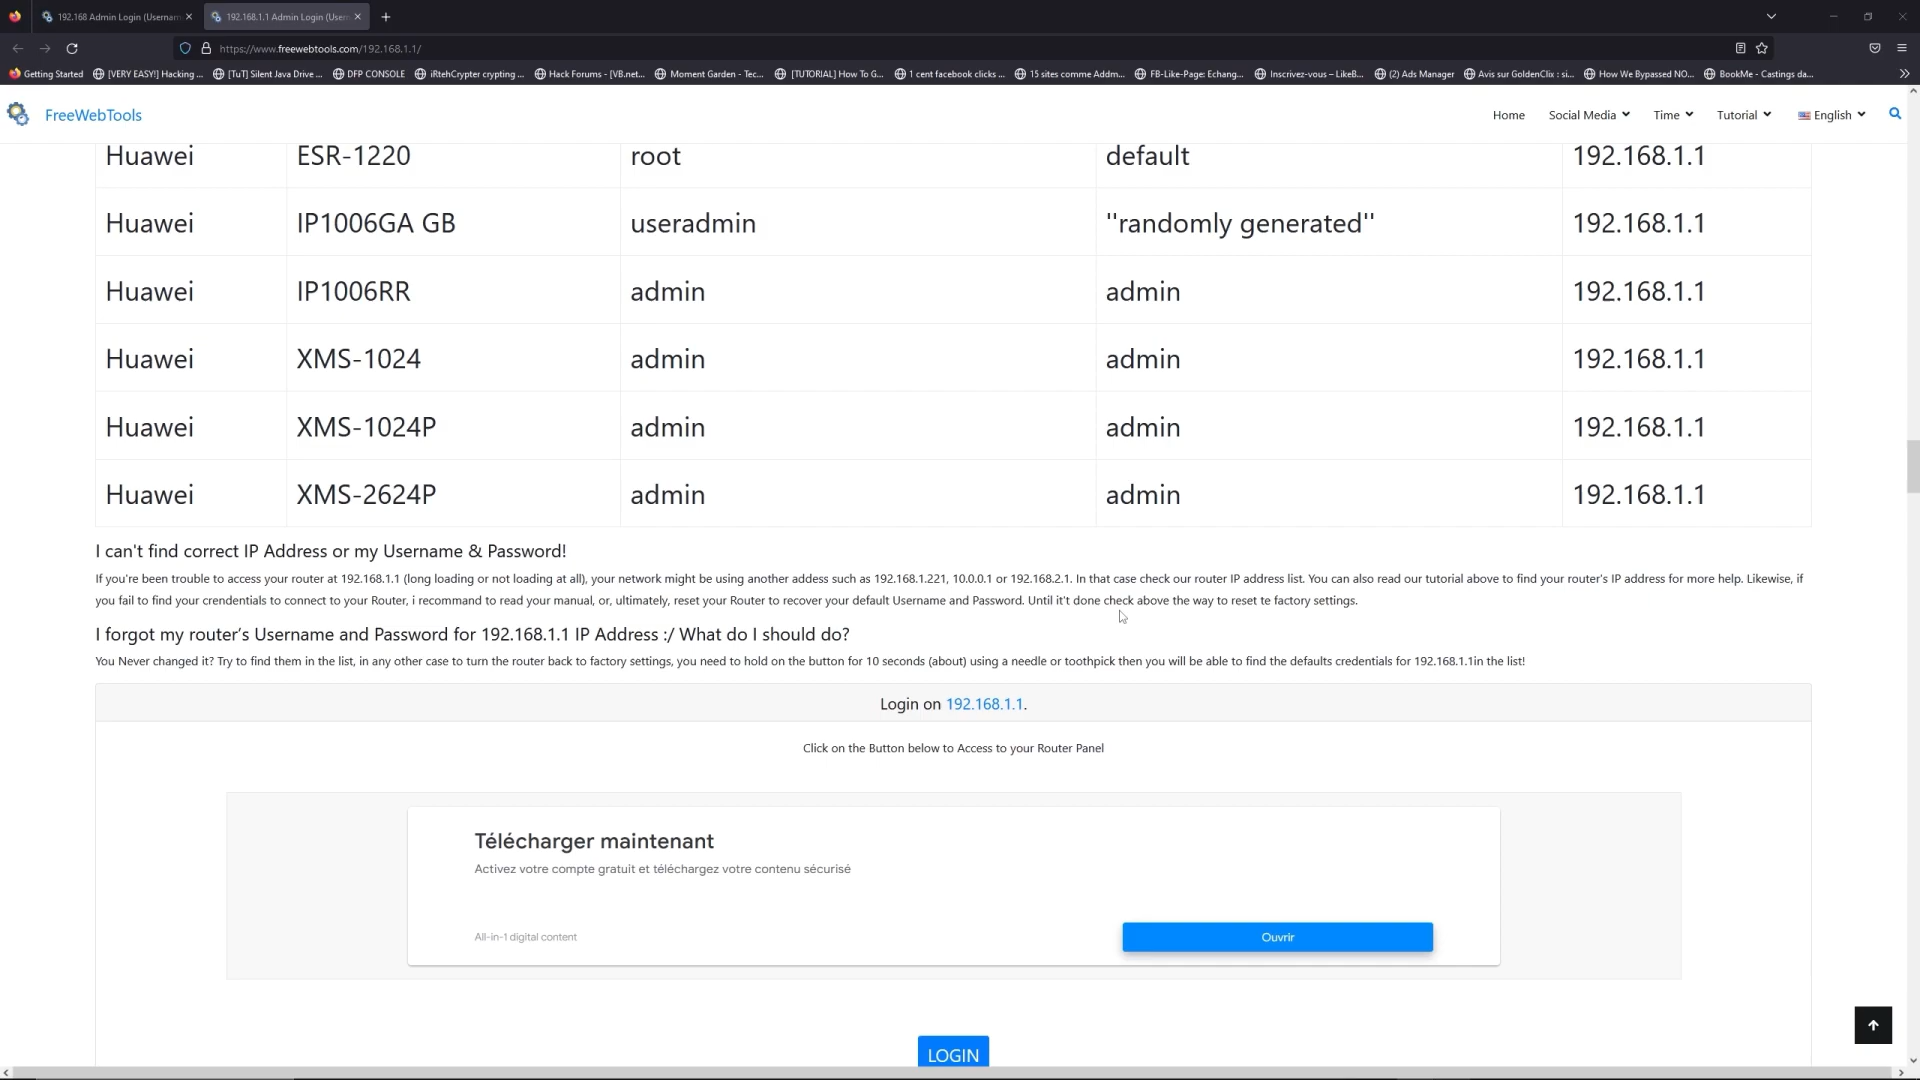 192.168 Admin Login (Usernam
192.168.1.1 Admin Login (User
https://www.freewebtools.com/192.168.1.1/
Getting Started
[VERY EASY!] Hacking ...
[TuT] Silent Java Drive ...
DFP CONSOLE
iRtehCrypter crypting ...
Hack Forums - [VB.net...
Moment Garden - Tec...
[TUTORIAL] How To G...
1 cent facebook clicks ...
15 sites comme Addm...
FB-Like-Page: Echang...
Inscrivez-vous – LikeB...
(2) Ads Manager
Avis sur GoldenClix : si...
How We Bypassed NO...
BookMe - Castings da...
FreeWebTools
Home Social Media Time Tutorial English
Huawei ESR-1220 root default 192.168.1.1
Huawei IP1006GA GB useradmin ''randomly generated'' 192.168.1.1
Huawei IP1006RR admin admin 192.168.1.1
Huawei XMS-1024 admin admin 192.168.1.1
Huawei XMS-1024P admin admin 192.168.1.1
Huawei XMS-2624P admin admin 192.168.1.1
I can't find correct IP Address or my Username & Password!
If you're been trouble to access your router at 192.168.1.1 (long loading or not loading at all), your network might be using another addess such as 192.168.1.221, 10.0.0.1 or 192.168.2.1. In that case check our router IP address list. You can also read our tutorial above to find your router's IP address for more help. Likewise, if
you fail to find your crendentials to connect to your Router, i recommand to read your manual, or, ultimately, reset your Router to recover your default Username and Password. Until it't done check above the way to reset te factory settings.
I forgot my router’s Username and Password for 192.168.1.1 IP Address :/ What do I should do?
You Never changed it? Try to find them in the list, in any other case to turn the router back to factory settings, you need to hold on the button for 10 seconds (about) using a needle or toothpick then you will be able to find the defaults credentials for 192.168.1.1in the list!
Login on 192.168.1.1.
Click on the Button below to Access to your Router Panel
Télécharger maintenant
Activez votre compte gratuit et téléchargez votre contenu sécurisé
All-in-1 digital content
Ouvrir
LOGIN